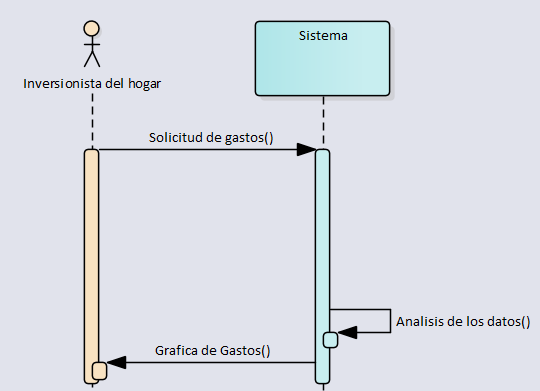 Sistema
Inversionista del hogar
Solicitud de gastos()
Analisis de los datos()
Grafica de Gastos()